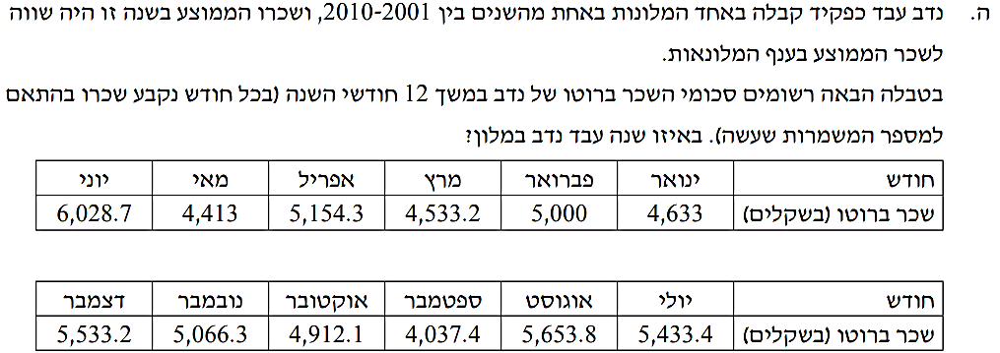 ה. נדב עבד כפקיד קבלה באחד המלונות באחת מהשנים בין 2010-2001, ושכרו הממוצע בשנה זו היה שווה
לשכר הממוצע בענף המלונאות.
בטבלה הבאה רשומים סכומי השכר ברוטו של נדב במשך 12 חודשי השנה (בכל חודש נקבע שכרו בהתאם
למספר המשמרות שעשה). באיזו שנה עבד נדב במלון?
חודש ינואר פברואר מרץ אפריל מאי יוני
שכר ברוטו (בשקלים) 4,633 5,000 4,533.2 5,154.3 4,413 6,028.7
חודש יולי אוגוסט ספטמבר אוקטובר נובמבר דצמבר
שכר ברוטו (בשקלים) 5,433.4 5,653.8 4,037.4 4,912.1 5,066.3 5,533.2